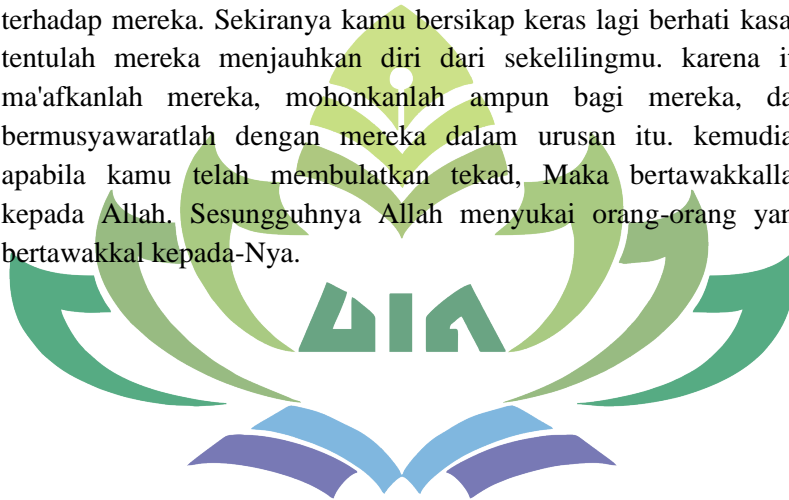 terhadap mereka. Sekiranya kamu bersikap keras lagi berhati kasa
tentulah mereka menjauhkan diri dari sekelilingmu. karena it
ma'afkanlah mereka, mohonkanlah ampun bagi mereka, da
bermusyawaratlah dengan mereka dalam urusan itu. kemudia
apabila kamu telah membulatkan tekad, Maka bertawakkalla
kepada Allah. Sesungguhnya Allah menyukai orang-orang yan
bertawakkal kepada-Nya.
UIN